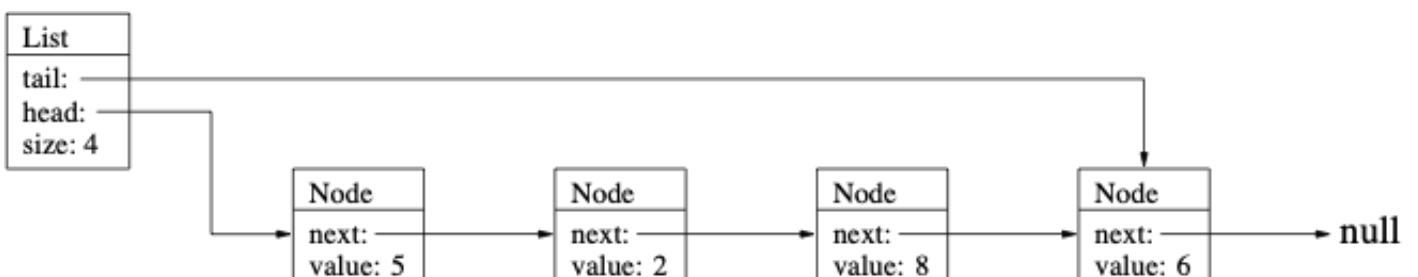 List
tail:
head:
size: 4
Node
next:
value: 5
Node
next:
value: 2
Node
next:
value: 8
Node
next:
value: 6
null